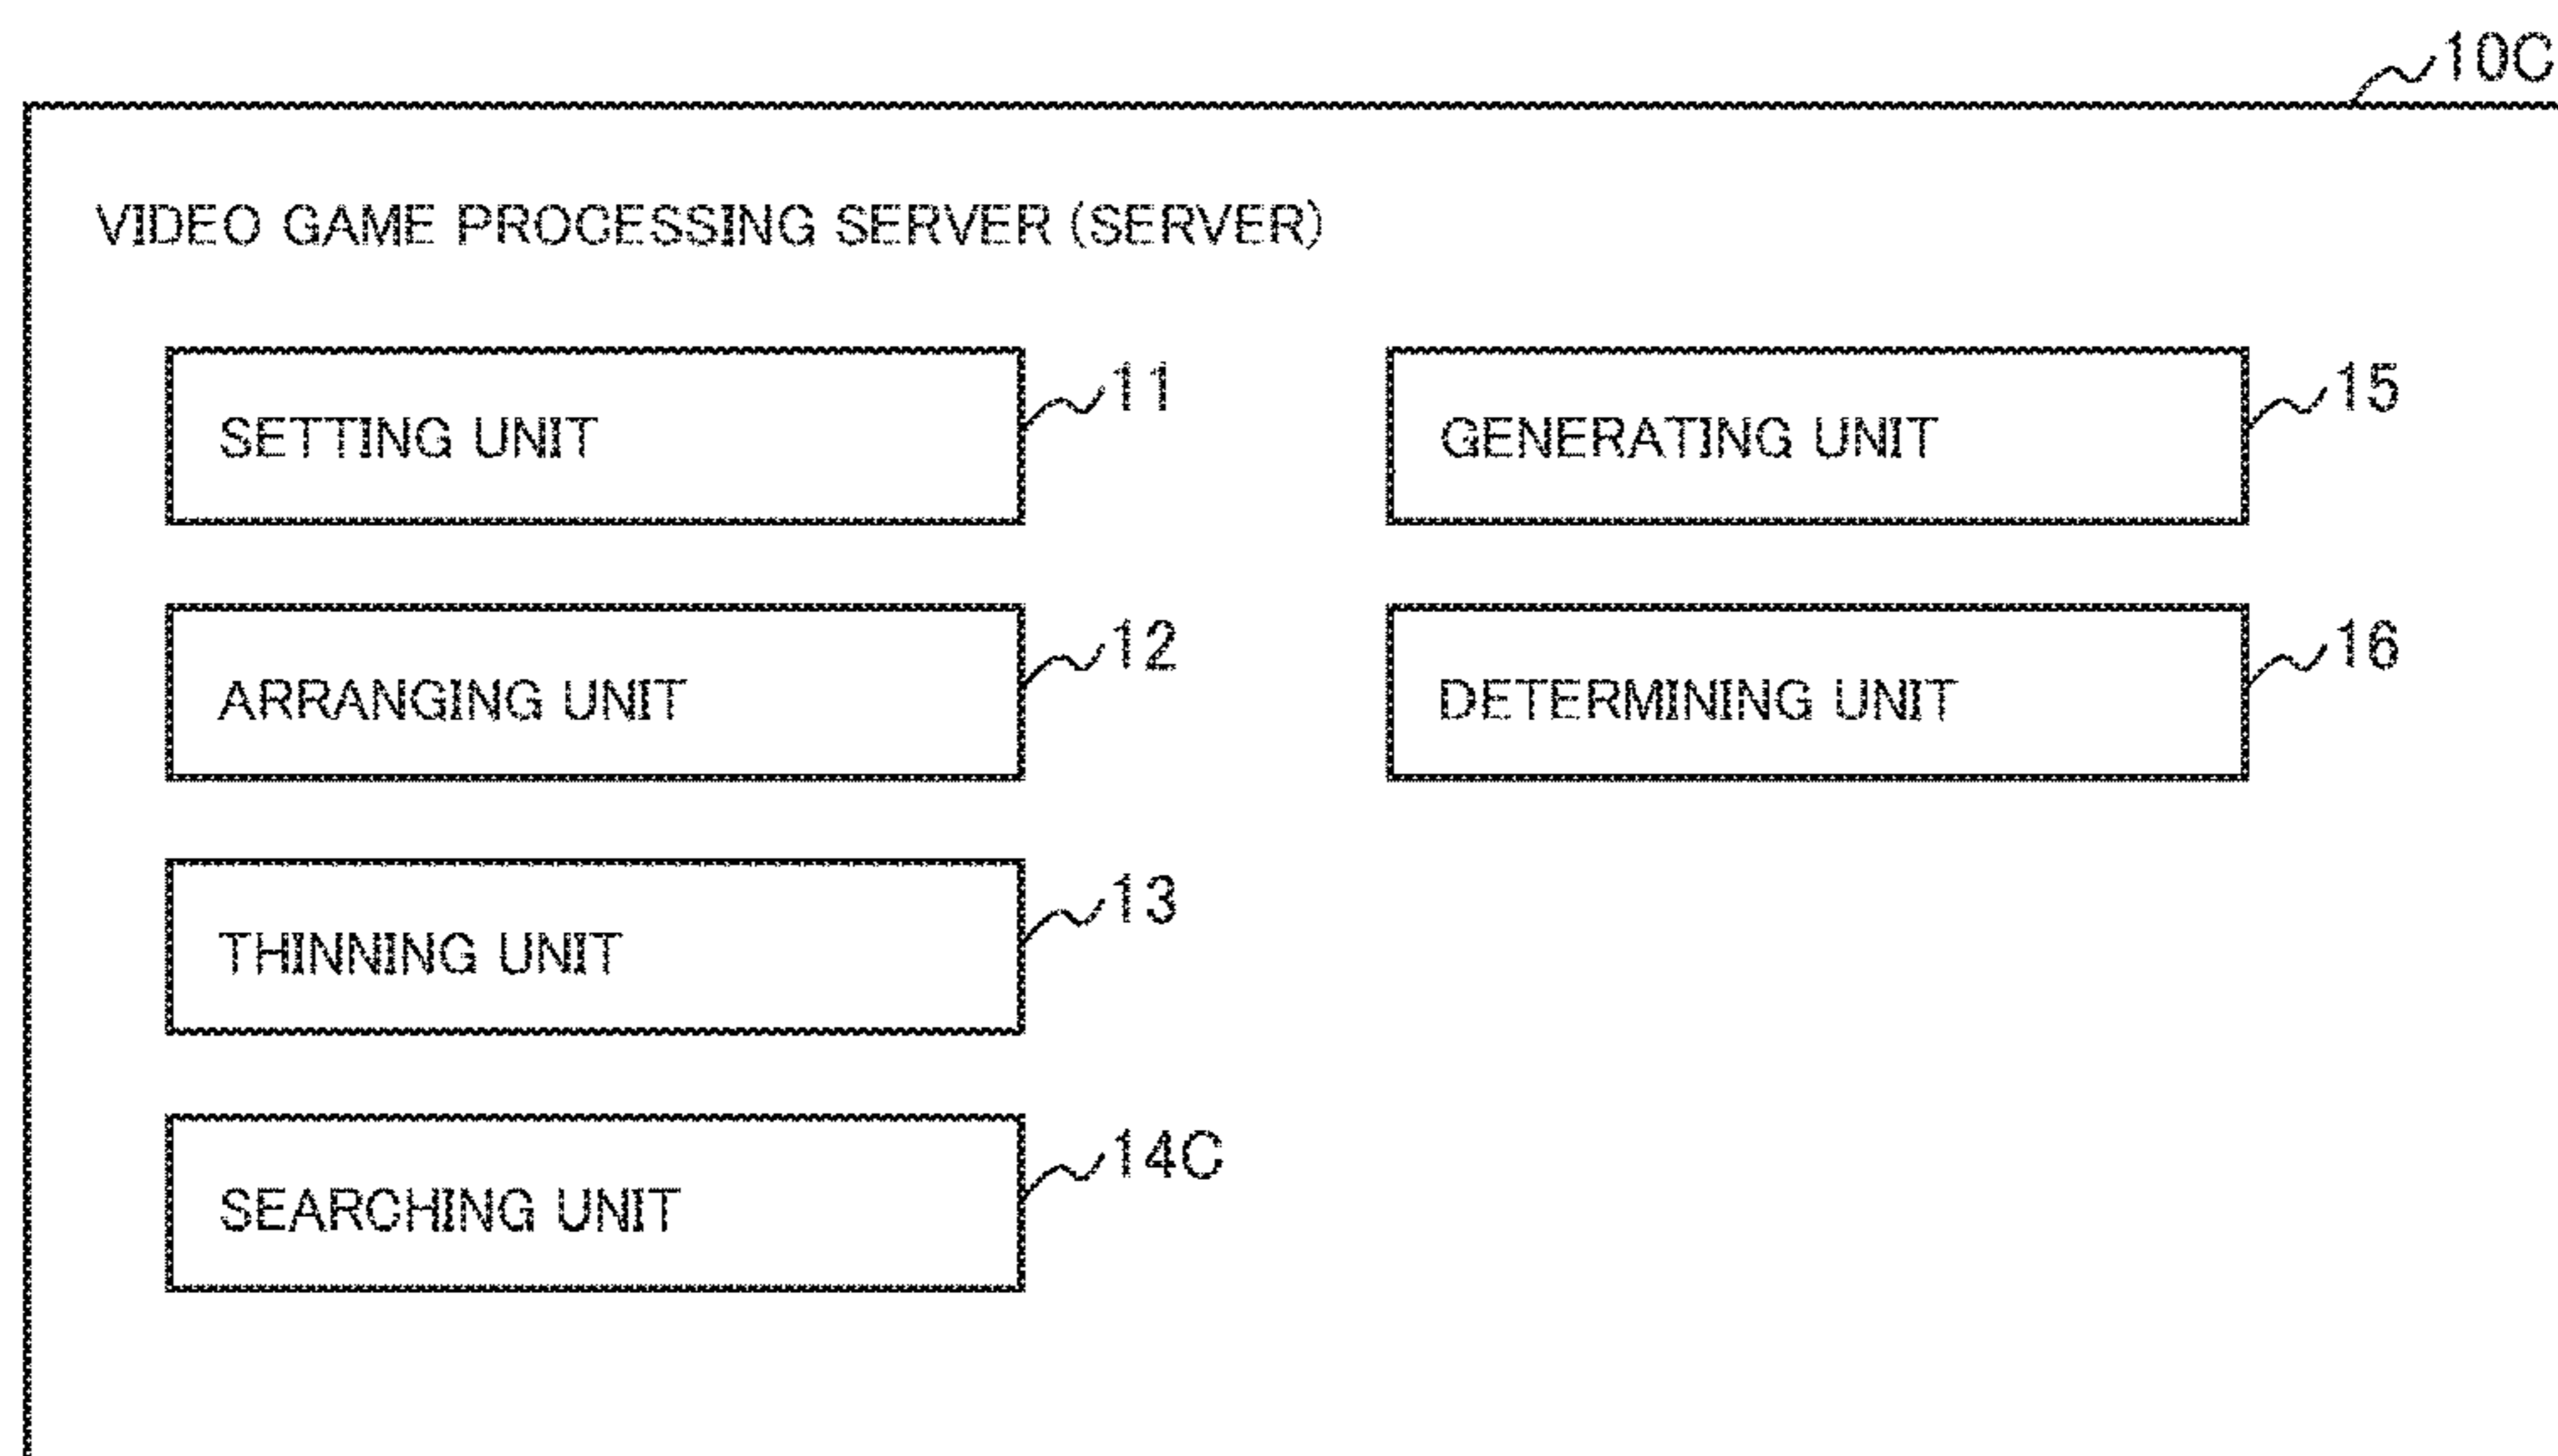 10C
VIDEO GAME PROCESSING SERVER (SERVER)
SETTING UNIT
11
GENERATING UNIT
15
ARRANGING UNIT
12
DETERMINING UNIT
16
THINNING UNIT
13
SEARCHING UNIT
14C